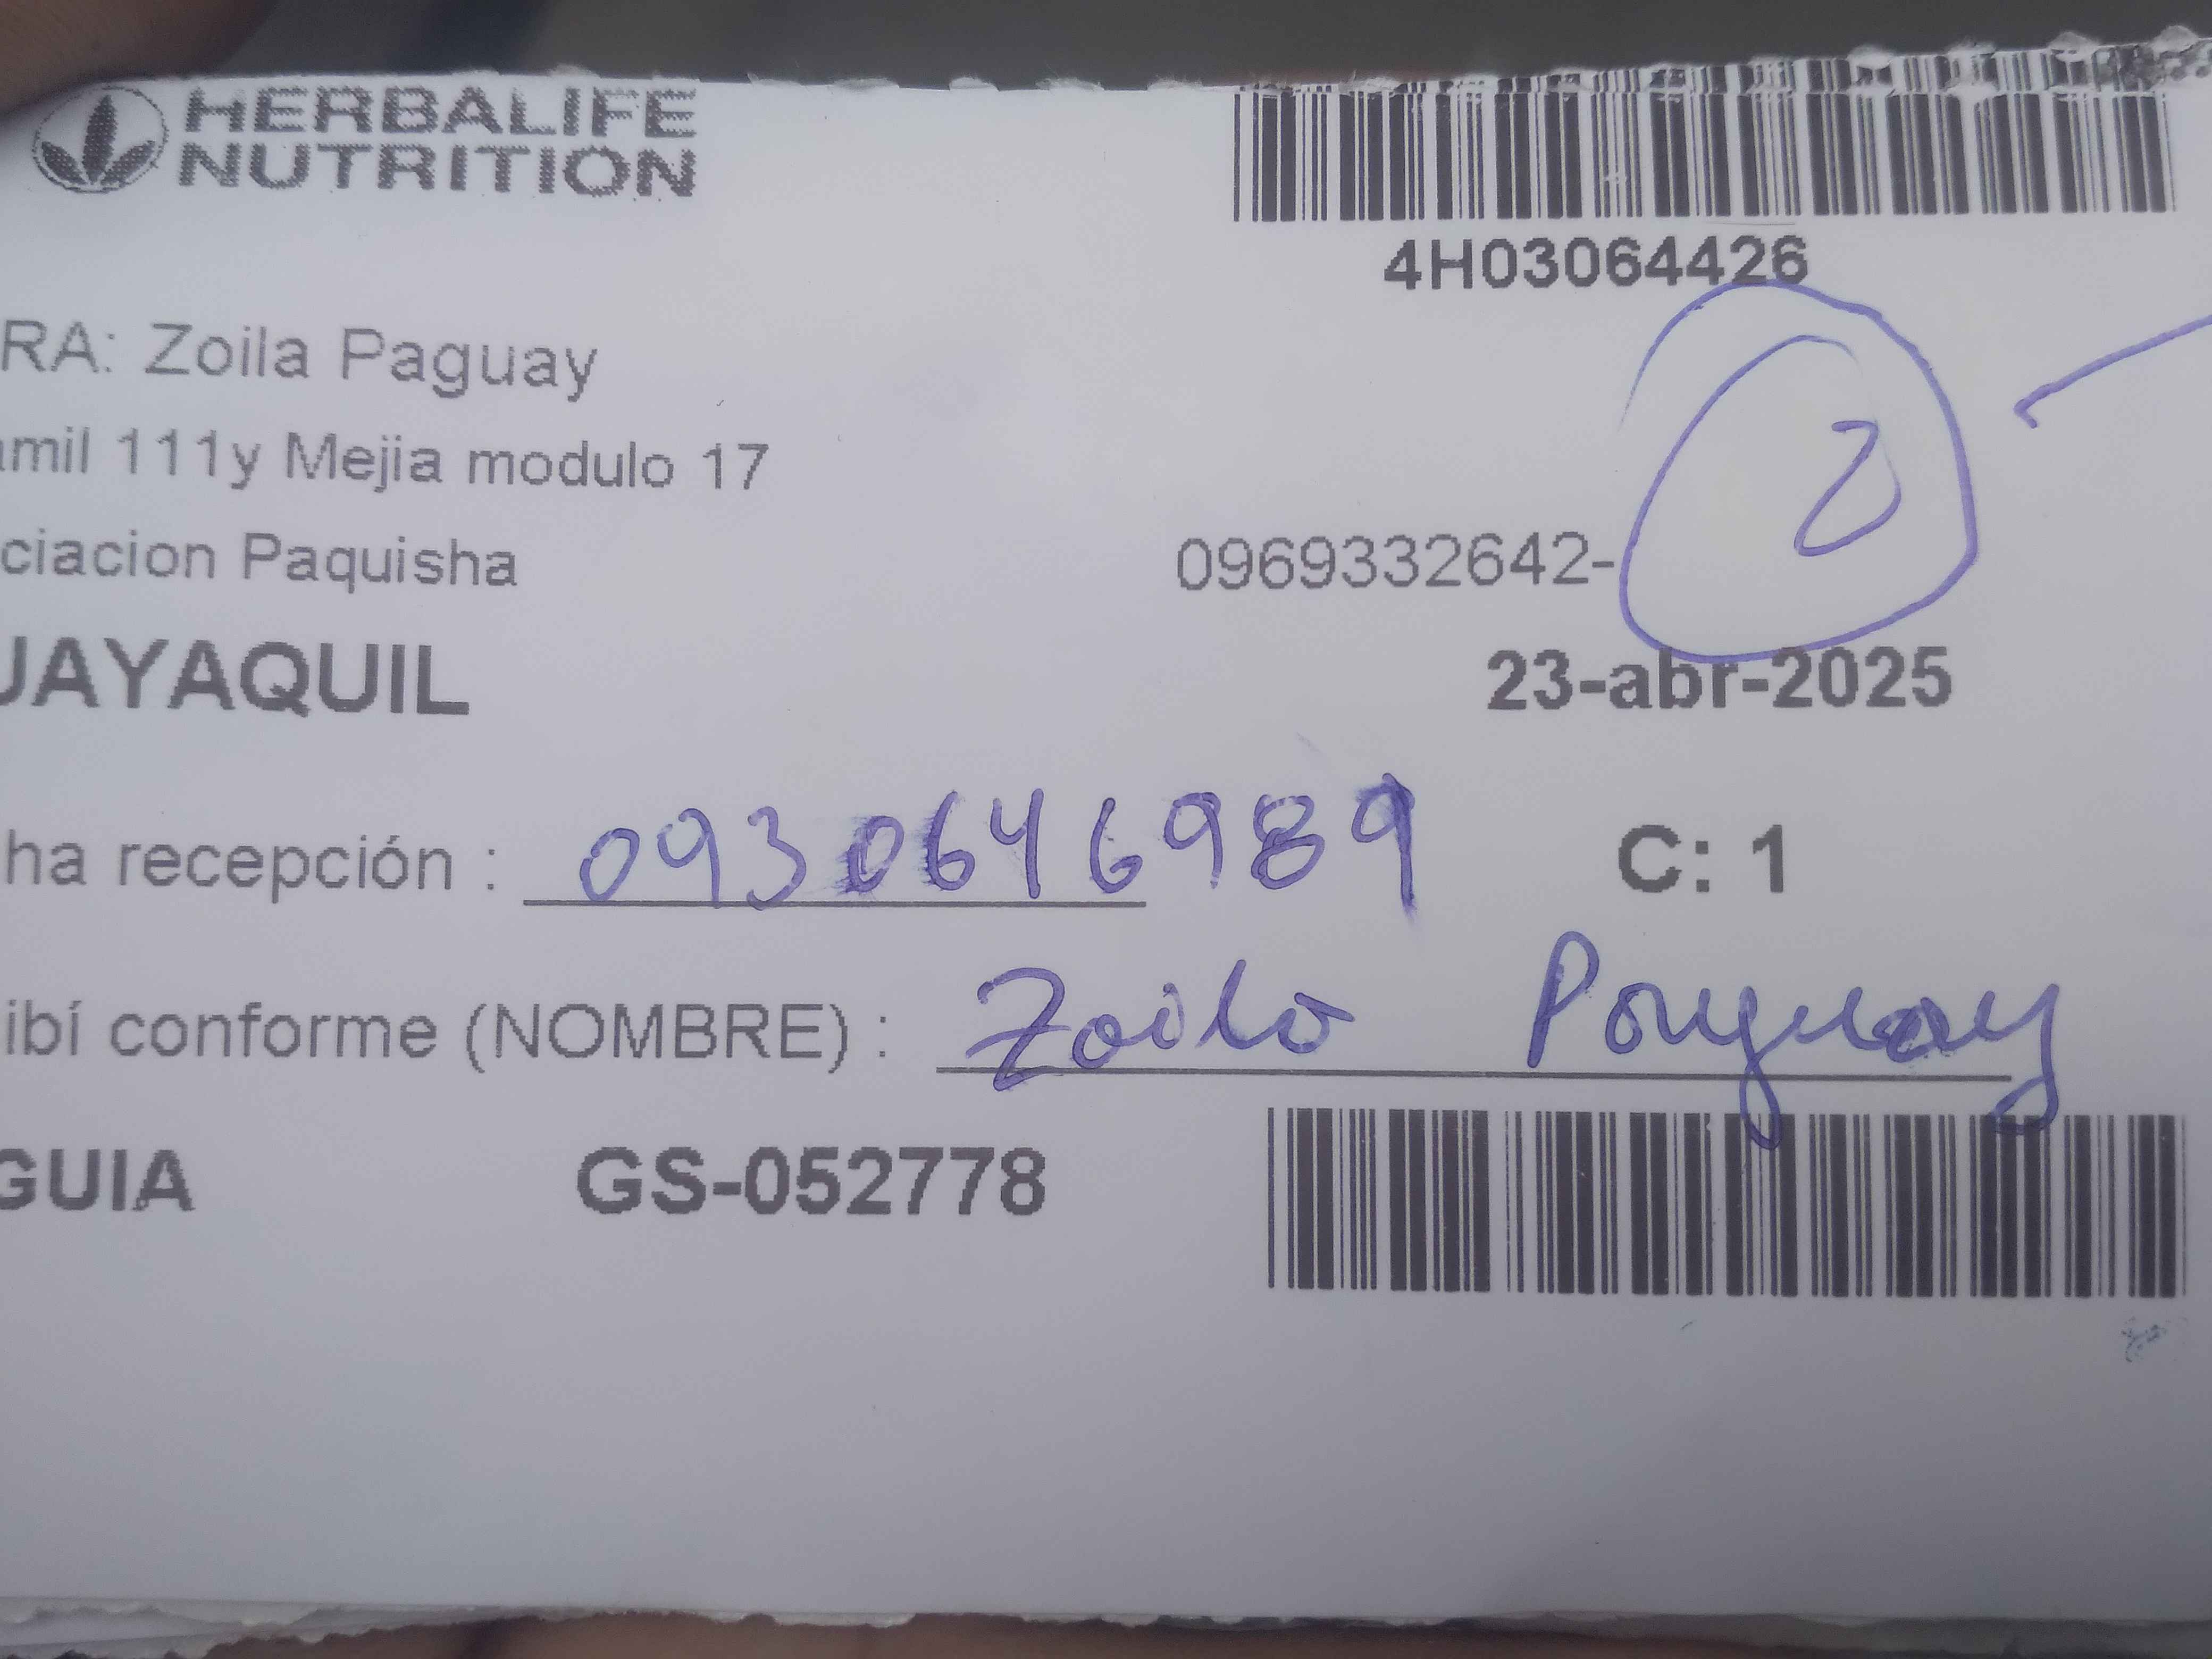 HERBALIFE
NUTRITION
4H03064426
RA: Zoila Paguay
amil 111y Mejia modulo 17
2
ciacion Paquisha
0969332642-
UAYAQUIL
23-abr-2025
ha recepción : 0930646989 C: 1
ibí conforme (NOMBRE) : Zoila Paguay
GUIA GS-052778